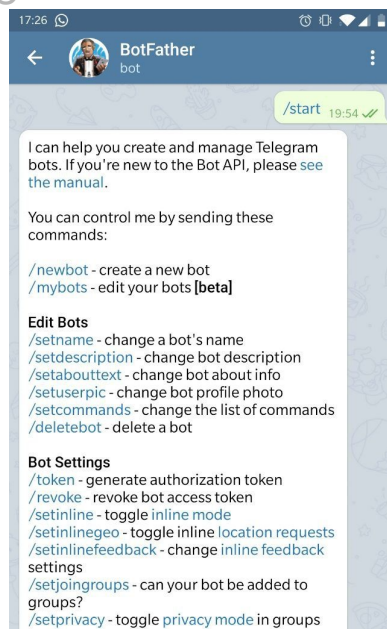 17:26
BotFather
bot
/start 19:54
I can help you create and manage Telegram
bots. If you're new to the Bot API, please see
the manual.
You can control me by sending these
commands:
/newbot - create a new bot
/mybots - edit your bots [beta]
Edit Bots
/setname - change a bot's name
/setdescription - change bot description
/setabouttext - change bot about info
/setuserpic - change bot profile photo
/setcommands - change the list of commands
/deletebot - delete a bot
Bot Settings
/token - generate authorization token
/revoke - revoke bot access token
/setinline - toggle inline mode
/setinlinegeo - toggle inline location requests
/setinlinefeedback - change inline feedback
settings
/setjoingroups - can your bot be added to
groups?
/setprivacy - toggle privacy mode in groups